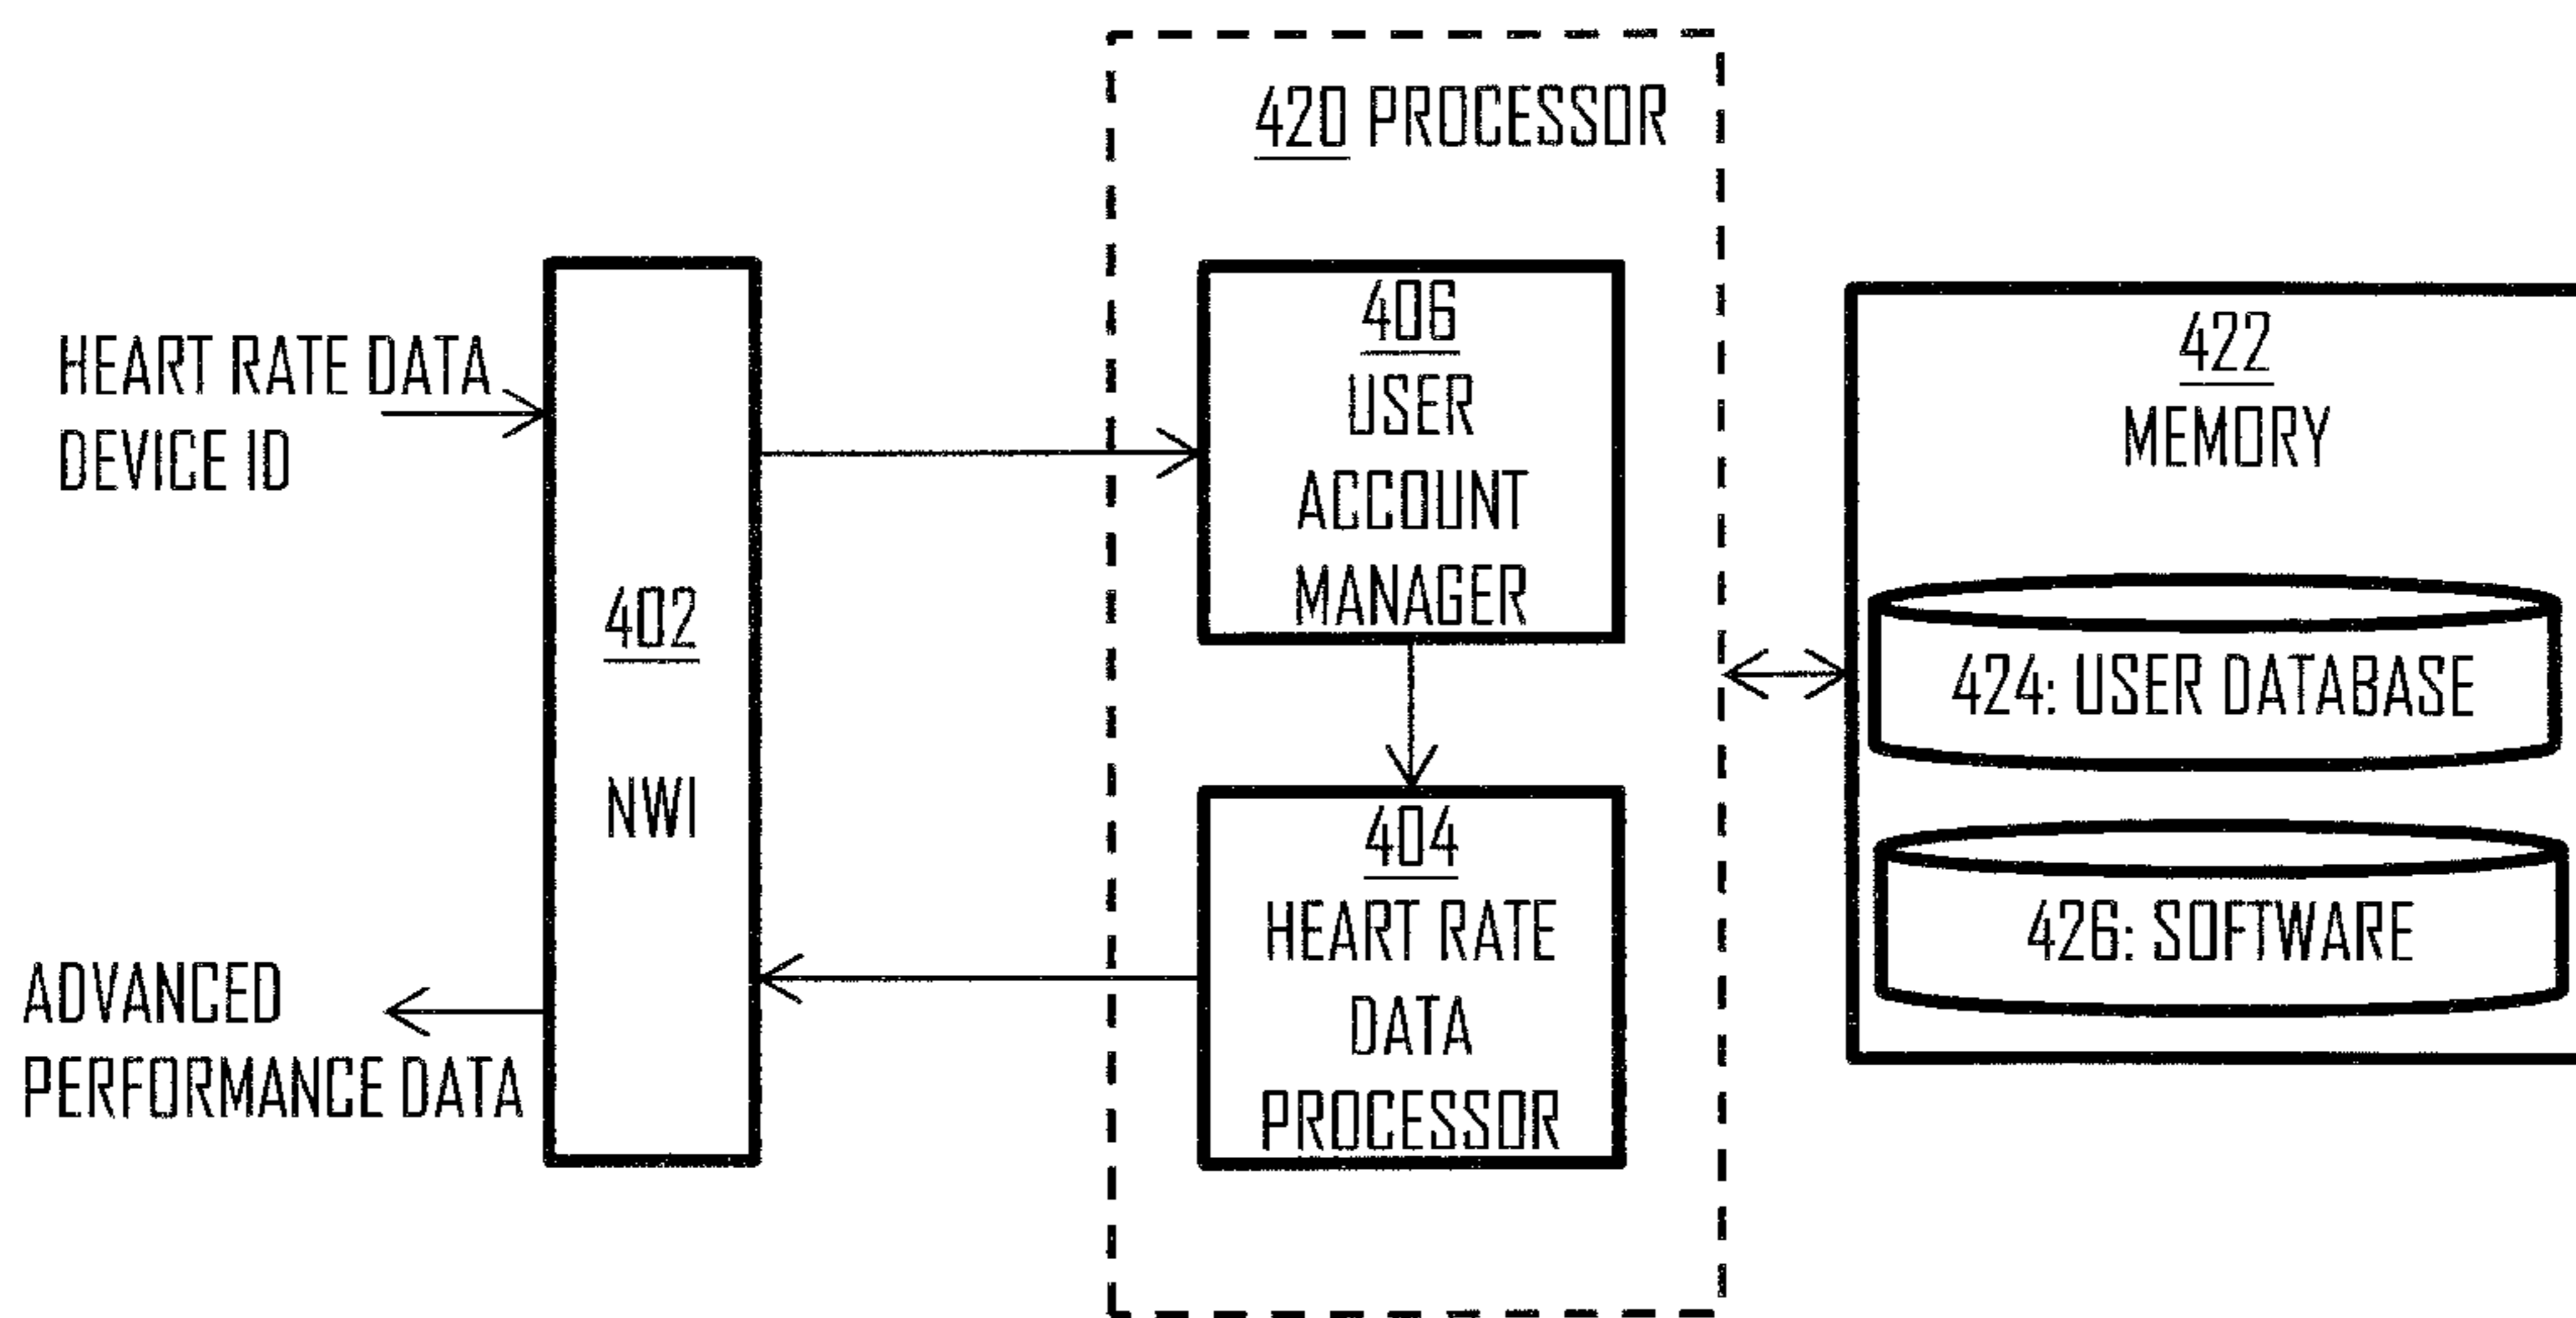 420 PROCESSOR
HEART RATE DATA
DEVICE ID
402
NWI
ADVANCED
PERFORMANCE DATA
406
USER
ACCOUNT
MANAGER
404
HEART RATE
DATA
PROCESSOR
422
MEMORY
424: USER DATABASE
426: SOFTWARE